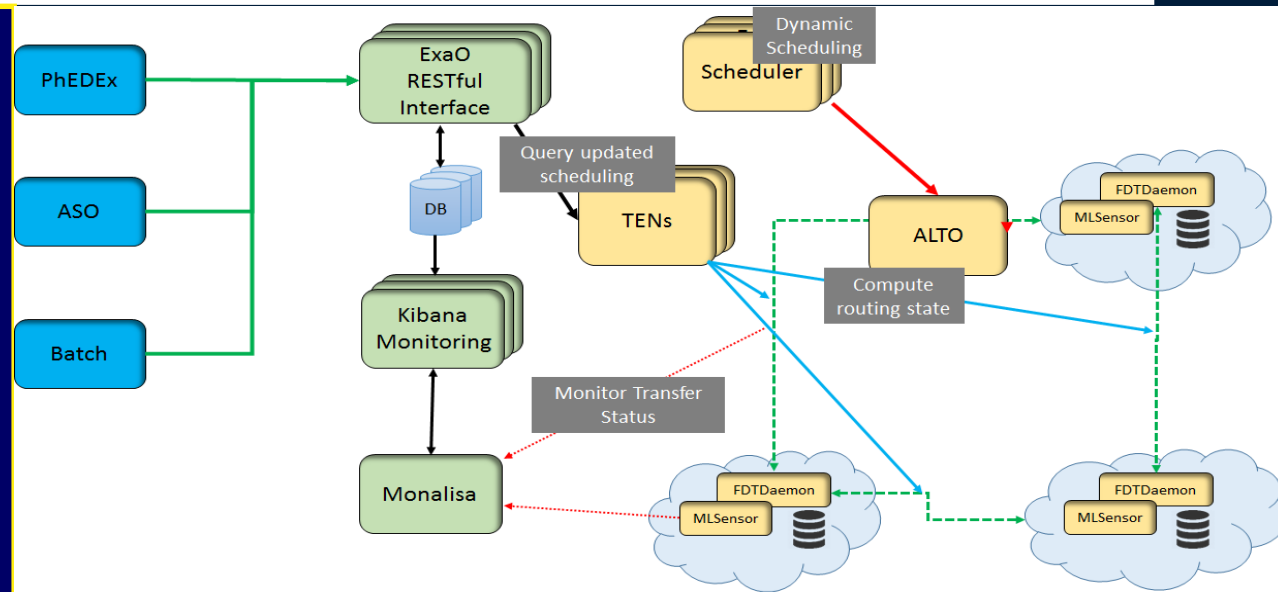 PhEDEx
ASO
Batch
ExaO
RESTful
Interface
DB
Kibana
Monitoring
Monalisa
Query updated
scheduling
TENs
Dynamic
Scheduling
Scheduler
ALTO
Compute
routing state
Monitor Transfer
Status
FDTDaemon
MLSensor
FDTDaemon
MLSensor
FDTDaemon
MLSensor